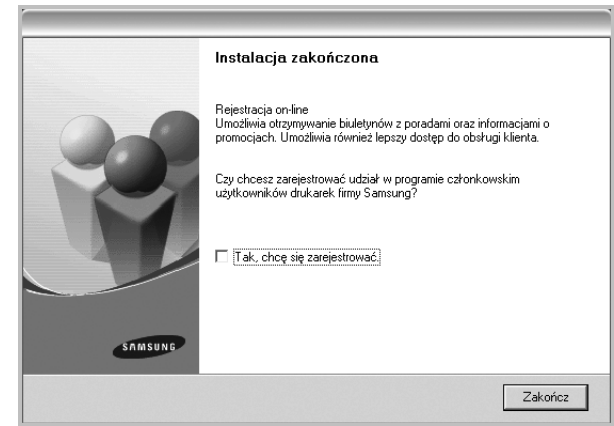 Instalacja zakończona
Rejestracja on-line
Umożliwia otrzymywanie biuletynów z poradami oraz informacjami o
promocjach. Umożliwia również lepszy dostęp do obsługi klienta.
Czy chcesz zarejestrować udział w programie członkowskim
użytkowników drukarek firmy Samsung?
Tak, chcę się zarejestrować.
SAMSUNG
Zakończ